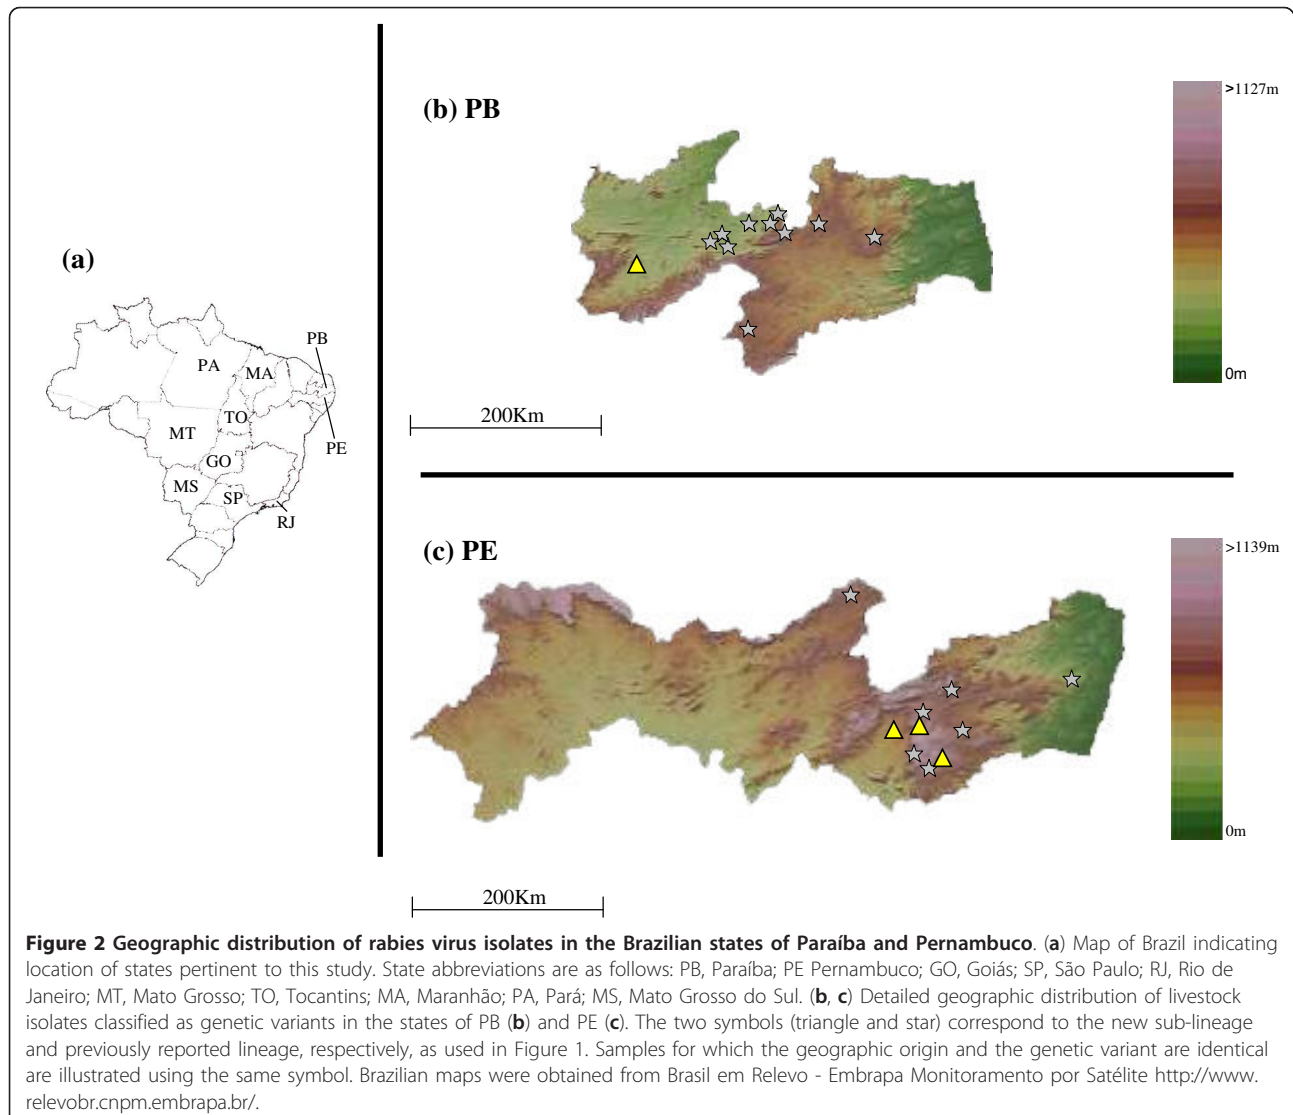 (a)
PA
MA
PB
PE
TO
MT
GO
MS
SP
RJ
(b) PB
>1127m
0m
200Km
(c) PE
>1139m
0m
200Km
Figure 2 Geographic distribution of rabies virus isolates in the Brazilian states of Paraíba and Pernambuco. (a) Map of Brazil indicating
location of states pertinent to this study. State abbreviations are as follows: PB, Paraíba; PE Pernambuco; GO, Goiás; SP, São Paulo; RJ, Rio de
Janeiro; MT, Mato Grosso; TO, Tocantins; MA, Maranhão; PA, Pará; MS, Mato Grosso do Sul. (b, c) Detailed geographic distribution of livestock
isolates classified as genetic variants in the states of PB (b) and PE (c). The two symbols (triangle and star) correspond to the new sub-lineage
and previously reported lineage, respectively, as used in Figure 1. Samples for which the geographic origin and the genetic variant are identical
are illustrated using the same symbol. Brazilian maps were obtained from Brasil em Relevo - Embrapa Monitoramento por Satélite http://www.
relevobr.cnpm.embrapa.br/.